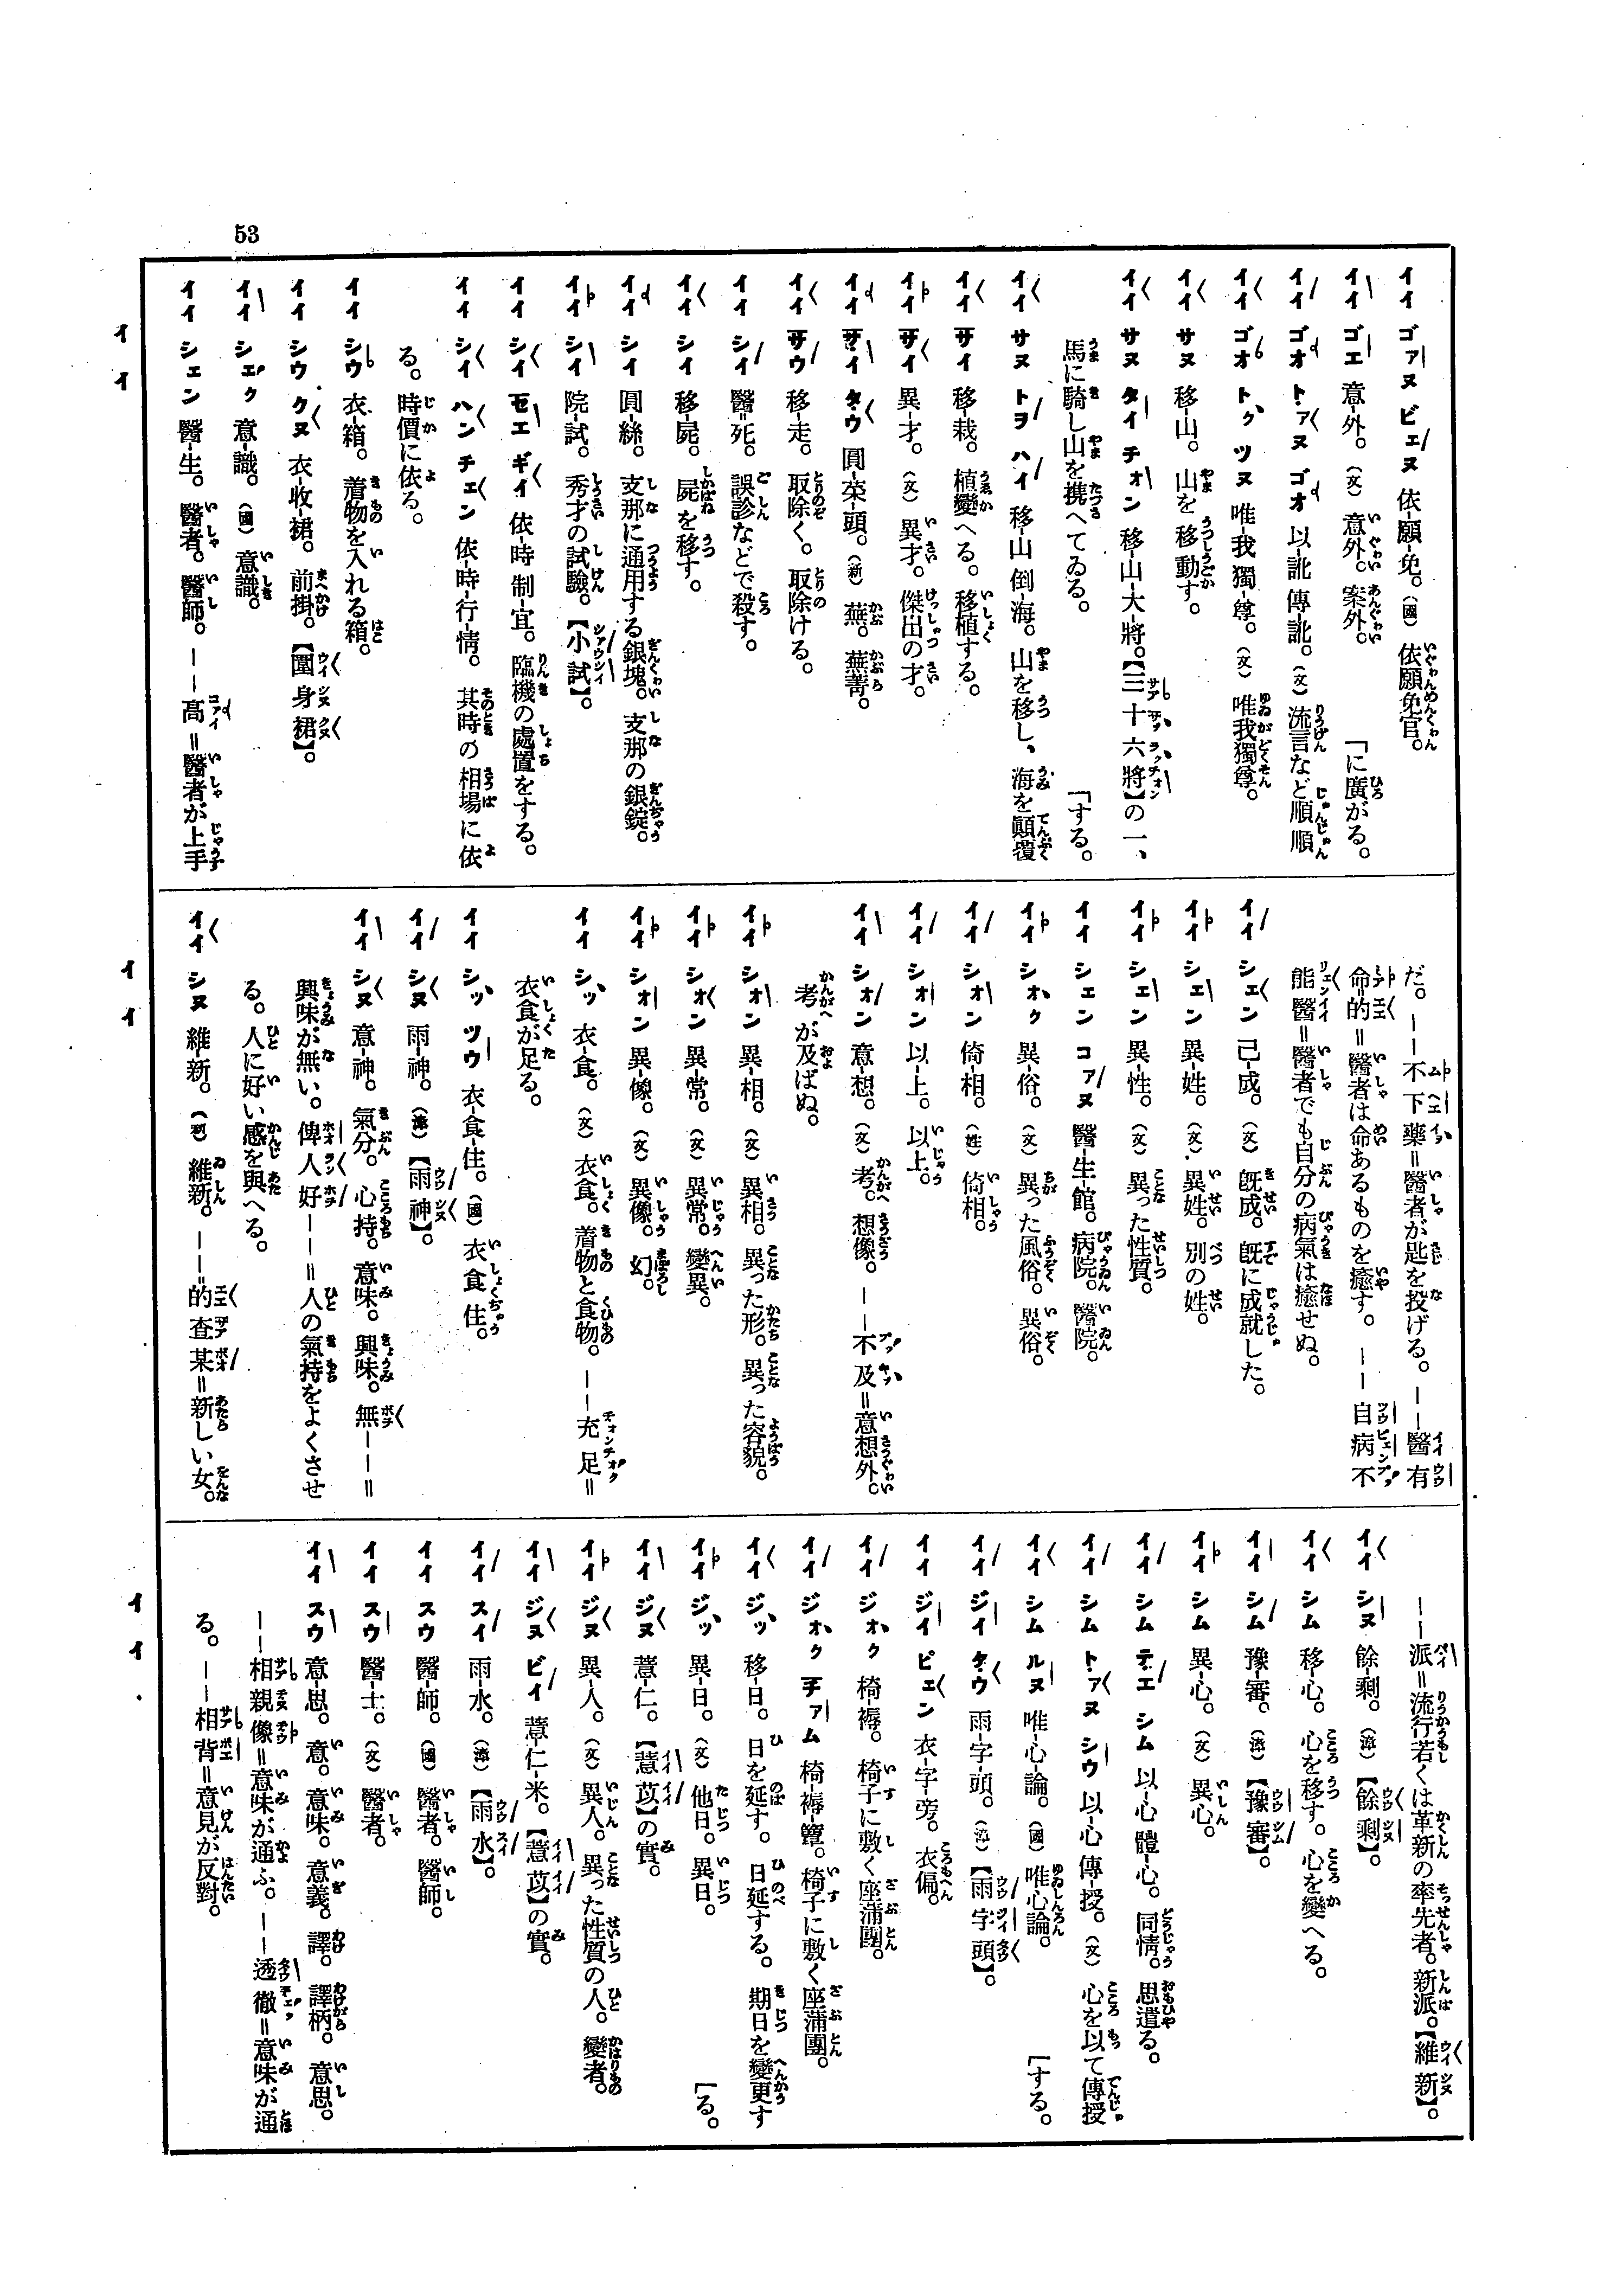 53
イイ ゴァヌ ビェヌ 依-願-免。(國) 依願免官。
イイ ゴエ 意-外。(文) 意外。案外。 「に廣がる。
イイ ゴオ トァヌ ゴオ 以-訛 傳-訛。(文) 流言など順順
イイ ゴオ トク ツヌ 唯-我 獨-尊。(文) 唯我獨尊。
イイ サヌ 移-山。山を 移動す。
イイ サヌ タイ チォン 移-山-大-將。【三 十 六 將】の一、
馬に騎し山を携へてゐる。 「する。
イイ サヌ トヲ ハイ 移-山 倒-海。山を移し、海を顚覆
イイ サイ 移-栽。植變へる。移植する。
イイ サイ 異-才。(文) 異才。傑出の才。
イイ サイ タウ 圓-菜-頭。(新) 蕪。蕪菁。
イイ サウ 移-走。取除く。取除ける。
イイ シイ 醫=死。誤診などで殺す。
イイ シイ 移-屍。屍を移す。
イイ シイ 圓-絲。支那に通用する銀塊。支那の銀錠。
イイ シイ 院-試。秀才の試驗。【小 試】。
イイ シイ モエ ギイ 依-時 制-宜。臨機の處置をする。
イイ シイ ハン チェン 依-時-行-情。其時の相場に依
る。時價に依る。
イイ シウ 衣-箱。着物を入れる箱。
イイ シウ クヌ 衣-收-裙。前掛。【圍 身 裙】。
イイ シェク 意-識。(國) 意識。
イイ シェン 醫-生。醫者。醫師。――高=醫者が上手
だ。――不 下 藥=醫者が匙を投げる。――醫 有
命-的=醫者は命あるものを癒す。――自 病 不
能 醫=醫者でも自分の病氣は癒せぬ。
イイ シェン 已-成。(文) 既成。既に成就した。
イイ シェン 異-姓。(文) 異姓。別の姓。
イイ シェン 異-性。(文) 異った性質。
イイ シェン コァヌ 醫-生-館。病院。醫院。
イイ シォク 異-俗。(文) 異った風俗。異俗。
イイ シォン 倚-相。(姓) 倚相。
イイ シォン 以-上。以上。
イイ シォン 意-想。(文) 考。想像。――不 及=意想外。
考が及ばぬ。
イイ シォン 異-相。(文) 異相。異った形。異った容貌。
イイ シォン 異-常。(文) 異常。變異。
イイ シォン 異-像。(文) 異像。幻。
イイ シッ 衣-食。(文) 衣食。着物と食物。――充 足=
衣食が足る。
イイ シッ ツウ 衣-食-住。(國) 衣 食 住。
イイ シヌ 雨-神。(漳)【雨 神】。
イイ シヌ 意-神。氣分。心持。意味。興味。無――=
興味が無い。俾 人 好――=人の氣持をよくさせ
る。人に好い感を與へる。
イイ シヌ 維-新。 維新。――=的 査 某=新しい女。
――派=流行若くは革新の率先者。新派。【維 新】。
イイ シヌ 餘-剩。(漳)【餘 剩】。
イイ シム 移-心。心を移す。心を變へる。
イイ シム 豫-審。(漳)【豫 審】。
イイ シム 異-心。(文) 異心。
イイ シム テエ シム 以-心 體-心。同情。思遣る。
イイ シム トァヌ シウ 以-心 傳-授。(文) 心を以て傳授
イイ シム ルヌ 唯-心-論。(國) 唯心論。 「する。
イイ ジイ タウ 雨-字-頭。(漳)【雨 字 頭】。
イイ ジイ ピェン 衣-字-旁。衣偏。
イイ ジォク 椅-褥。椅子に敷く座蒲團。
イイ ジォク チァム 椅-褥-簟。椅子に敷く座蒲團。
イイ ジッ 移-日。日を延す。日延する。期日を變更す
イイ ジッ 異-日。(文) 他日。異日。 「る。
イイ ジヌ 薏-仁。【薏 苡】の實。
イイ ジヌ 異-人。(文) 異人。異った性質の人。變者。
イイ ジヌ ビイ 薏-仁-米。【薏 苡】の實。
イイ スイ 雨-水。(漳)【雨 水】。
イイ スウ 醫-師。(國) 醫者。醫師。
イイ スウ 醫-士。(文) 醫者。
イイ スウ 意-思。意。意味。意義。譯。譯柄。意思。
――相 親 像=意味が通ふ。――透 徹=意味が通
る。――相 背=意見が反對。
イイ
イイ
イイ